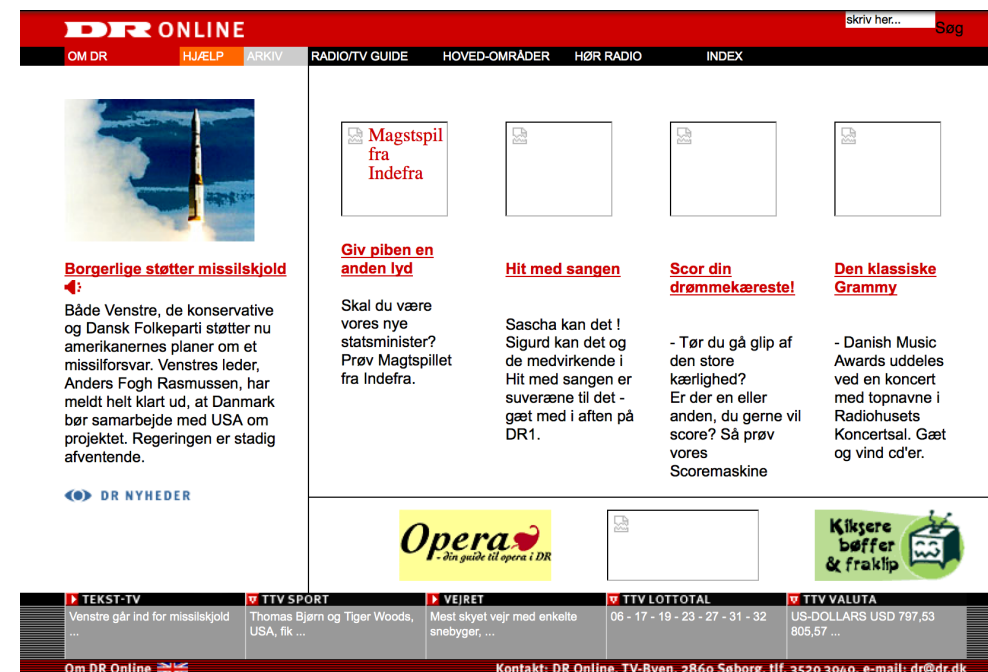 DR ONLINE
skriv her...
Søg
OM DR HJÆLP ARKIV RADIO/TV GUIDE HOVED-OMRÅDER HØR RADIO INDEX
Borgerlige støtter missilskjold
Både Venstre, de konservative
og Dansk Folkeparti støtter nu
amerikanernes planer om et
missilforsvar. Venstres leder,
Anders Fogh Rasmussen, har
meldt helt klart ud, at Danmark
bør samarbejde med USA om
projektet. Regeringen er stadig
afventende.
DR NYHEDER
Magstspil
fra
Indefra
Giv piben en
anden lyd
Skal du være
vores nye
statsminister?
Prøv Magtspillet
fra Indefra.
Hit med sangen
Sascha kan det !
Sigurd kan det og
de medvirkende i
Hit med sangen er
suveræne til det -
gæt med i aften på
DR1.
Scor din
drømmekæreste!
- Tør du gå glip af
den store
kærlighed?
Er der en eller
anden, du gerne vil
score? Så prøv
vores
Scoremaskine
Den klassiske
Grammy
- Danish Music
Awards uddeles
ved en koncert
med topnavne i
Radiohusets
Koncertsal. Gæt
og vind cd'er.
Opera
- din guide til opera i DR
Kiksere
bøffer
& fraklip
TEKST-TV
Venstre går ind for missilskjold
...
TTV SPORT
Thomas Bjørn og Tiger Woods,
USA, fik ...
VEJRET
Mest skyet vejr med enkelte
snebyger, ...
TTV LOTTOTAL
06 - 17 - 19 - 23 - 27 - 31 - 32
TTV VALUTA
US-DOLLARS USD 797,53
805,57 ...
Om DR Online
Kontakt: DR Online, TV-Byen, 2860 Søborg, tlf. 3520 3040, e-mail: dr@dr.dk